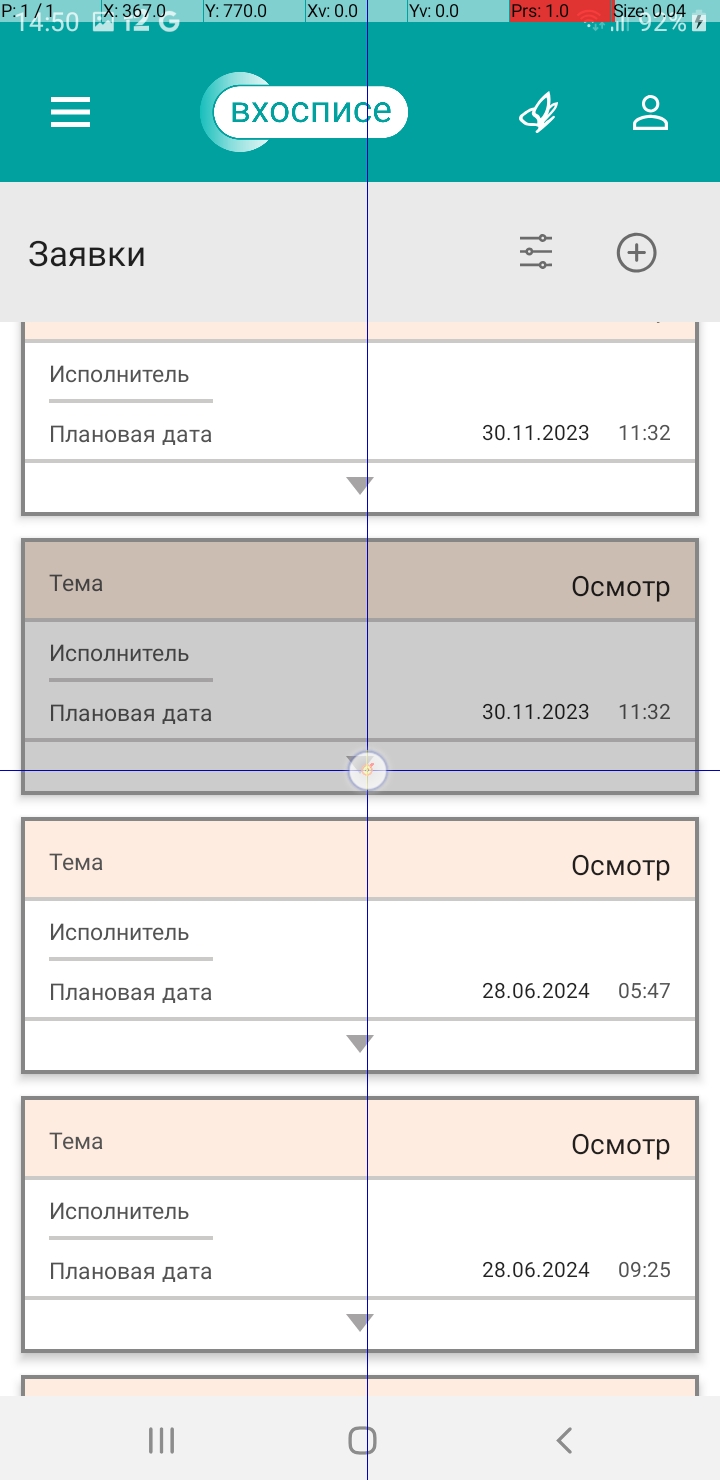 P: 1 / 1 X: 367.0 Y: 770.0 Xv: 0.0 Yv: 0.0 Prs: 1.0 Size: 0.04
14:50 12 G 92%
вхосписе
Заявки
Исполнитель
Плановая дата 30.11.2023 11:32
Тема Осмотр
Исполнитель
Плановая дата 30.11.2023 11:32
Тема Осмотр
Исполнитель
Плановая дата 28.06.2024 05:47
Тема Осмотр
Исполнитель
Плановая дата 28.06.2024 09:25